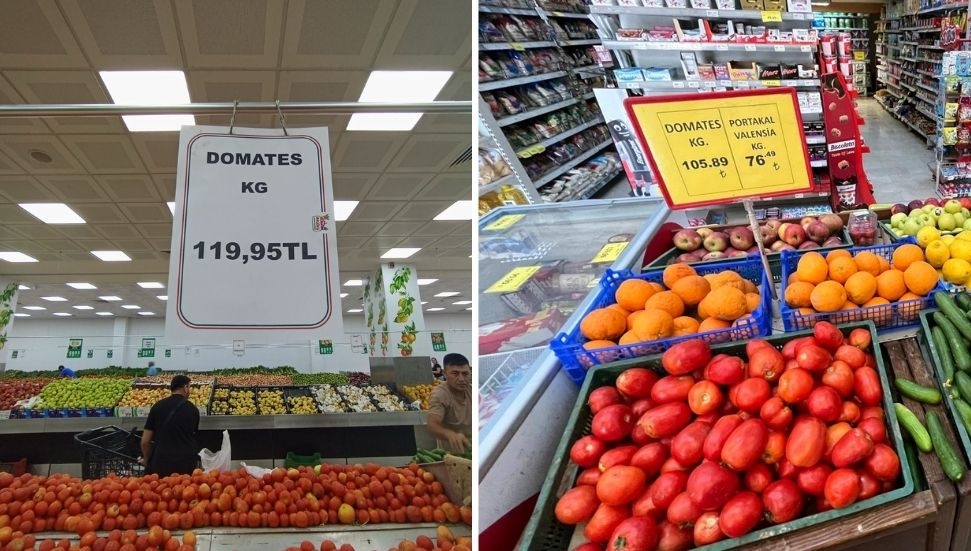 DOMATES
KG
119,95TL
DOMATES
KG.
105.89
₺
PORTAKAL
VALENSİA
KG.
76.49
₺